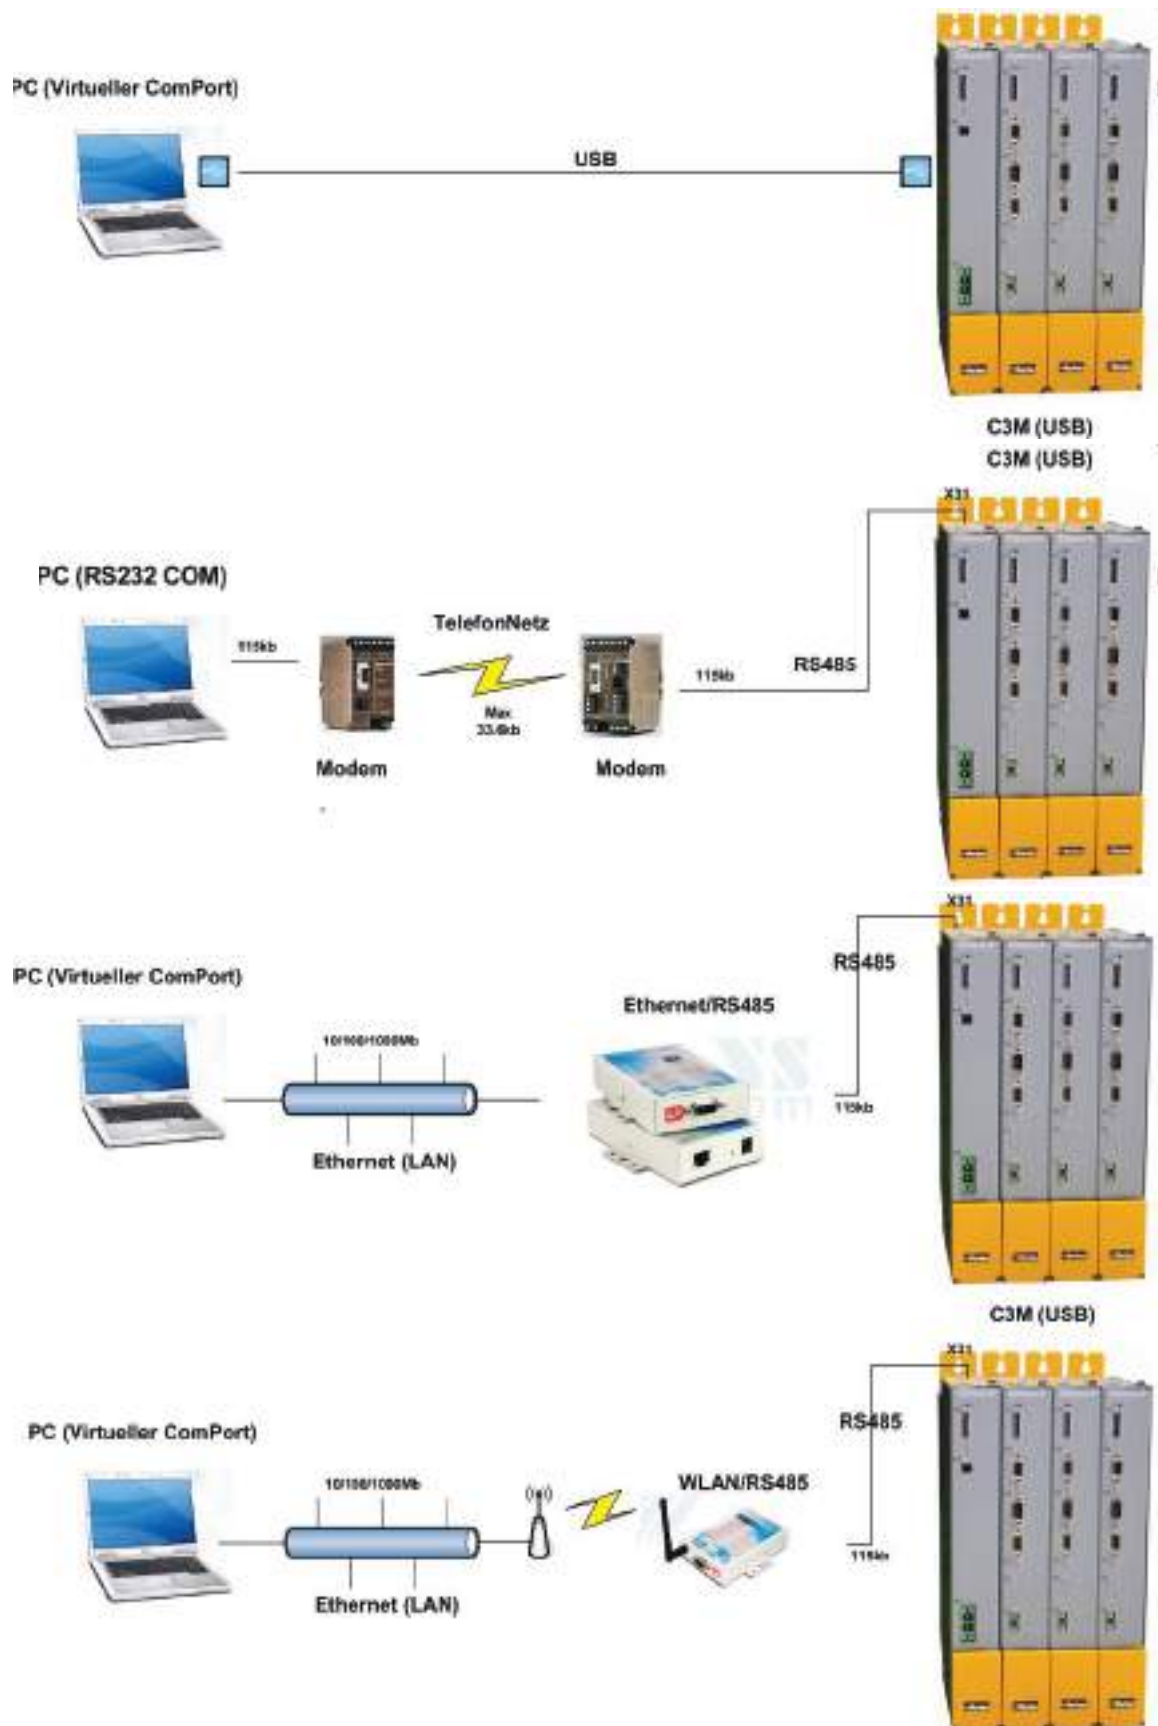 PC (Virtueller ComPort)
USB
C3M (USB)
C3M (USB)
X31
PC (RS232 COM)
TelefonNetz
115kb
115kb
RS485
Max
33.6kb
Modem
Modem
X31
RS485
PC (Virtueller ComPort)
Ethernet/RS485
10/100/1000Mb
115kb
Ethernet (LAN)
C3M (USB)
X31
RS485
PC (Virtueller ComPort)
10/100/1000Mb
WLAN/RS485
115kb
Ethernet (LAN)